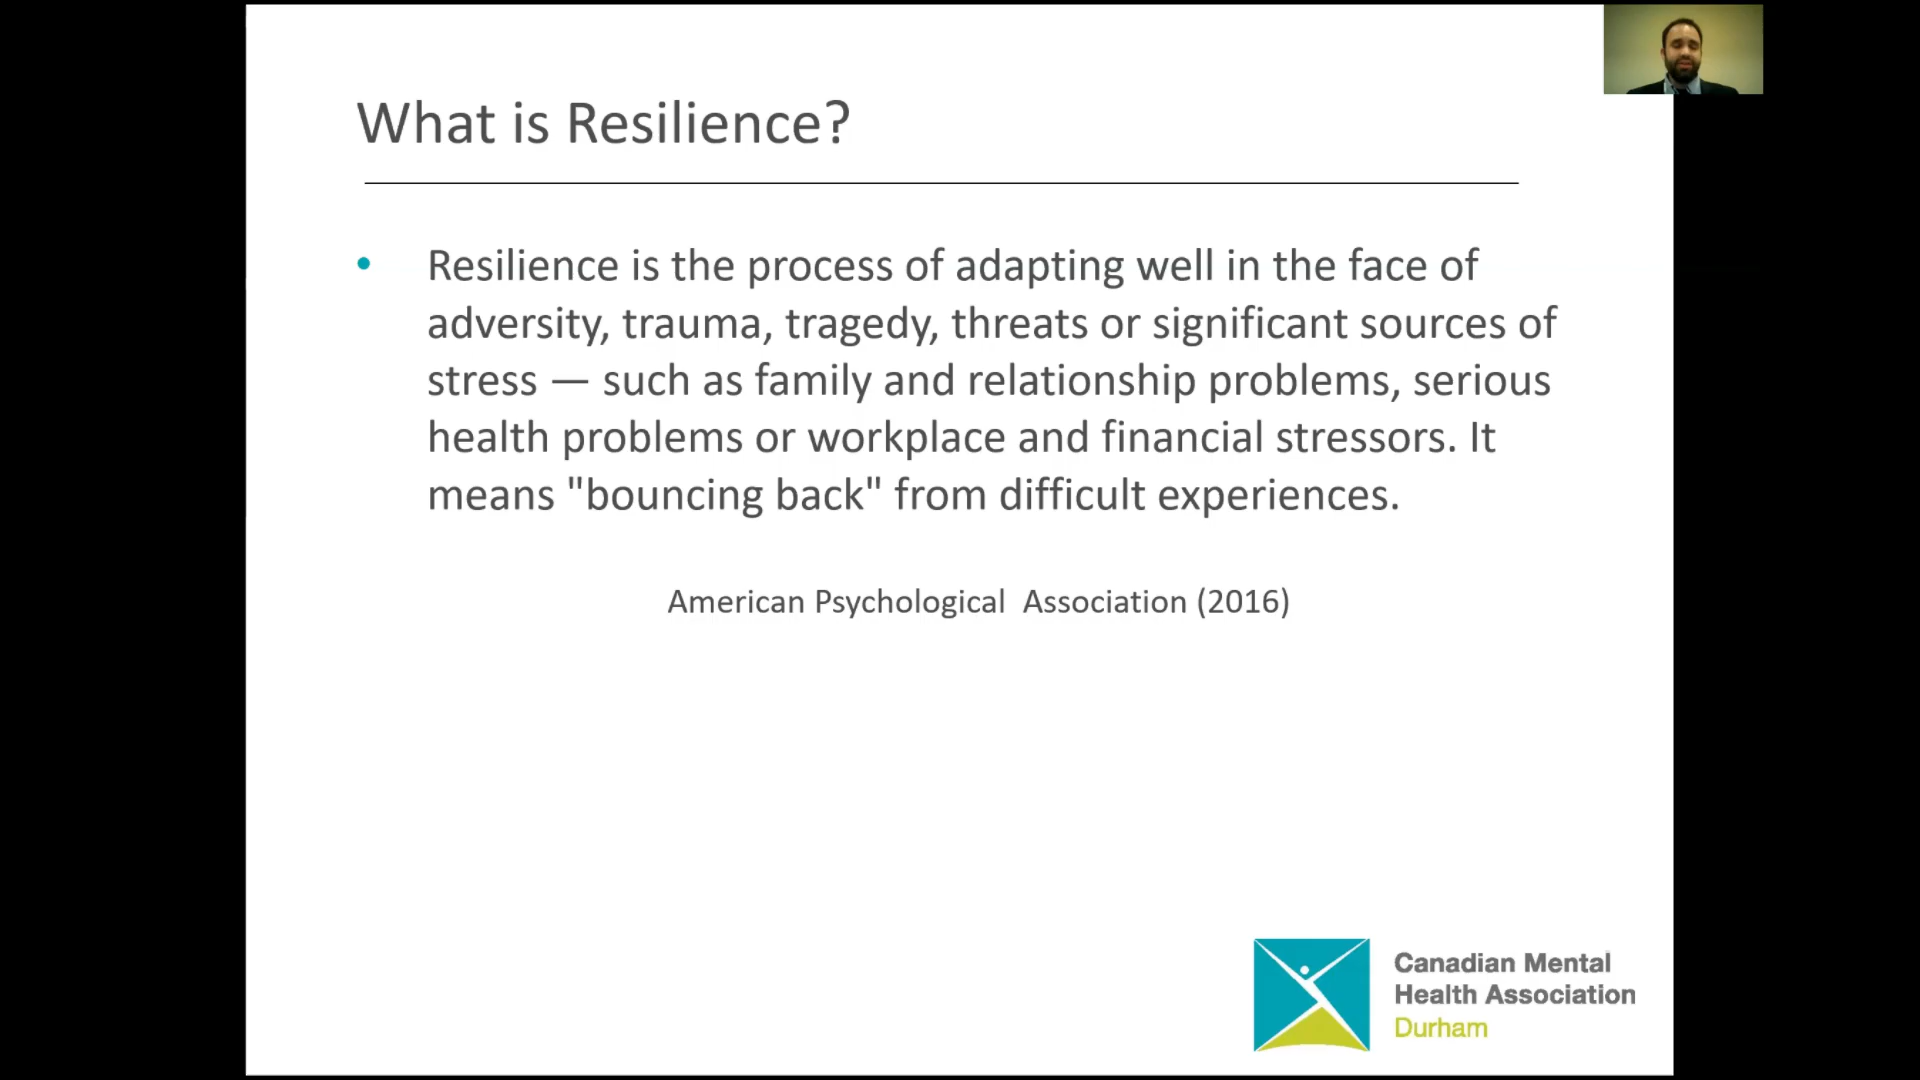 What is Resilience?
• Resilience is the process of adapting well in the face of
adversity, trauma, tragedy, threats or significant sources of
stress — such as family and relationship problems, serious
health problems or workplace and financial stressors. It
means "bouncing back" from difficult experiences.
American Psychological  Association (2016)
Canadian Mental
Health Association
Durham